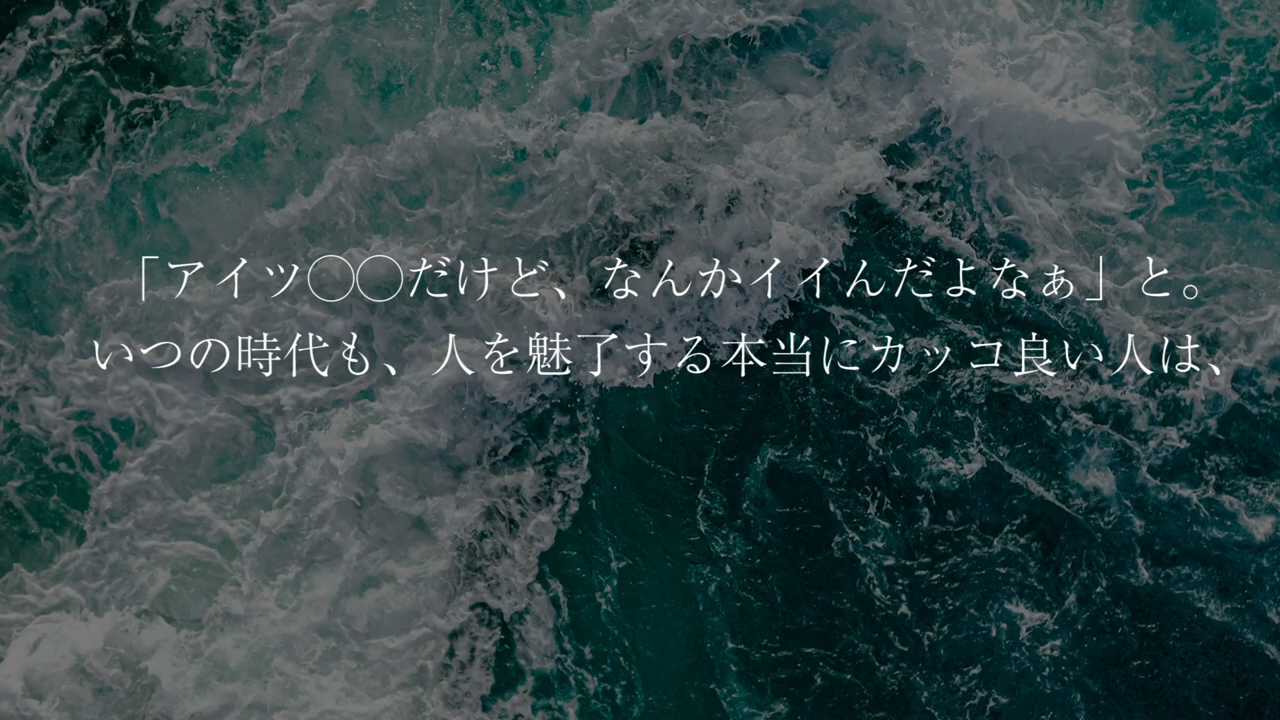 「アイツ◯◯だけど、なんかイイんだよなぁ」と。
いつの時代も、人を魅了する本当にカッコ良い人は、